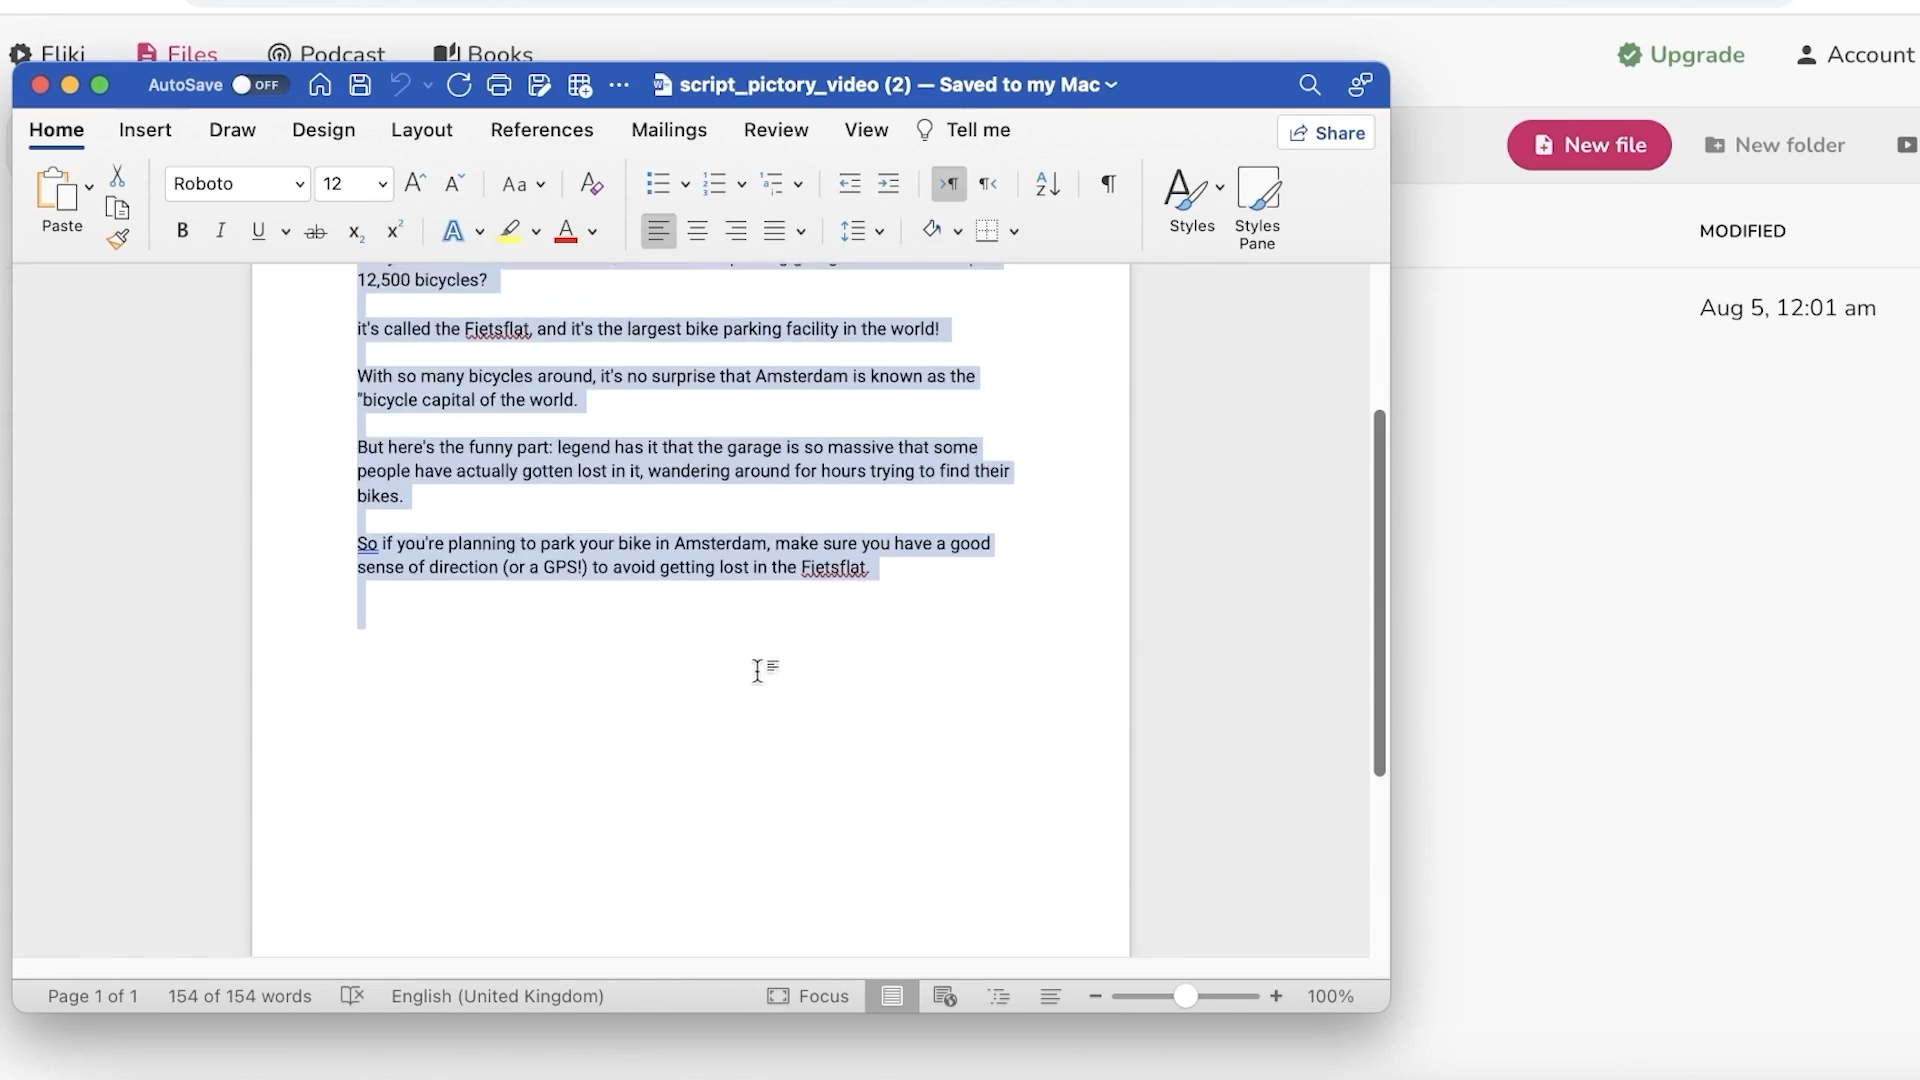 Fliki Files Podcast Books Upgrade Account
AutoSave OFF script_pictory_video (2) — Saved to my Mac
Home Insert Draw Design Layout References Mailings Review View Tell me Share
New file New folder
Paste Roboto 12 Aa Styles Styles Pane
MODIFIED
Aug 5, 12:01 am
12,500 bicycles?
it's called the Fietsflat, and it's the largest bike parking facility in the world!
With so many bicycles around, it's no surprise that Amsterdam is known as the
"bicycle capital of the world.
But here's the funny part: legend has it that the garage is so massive that some
people have actually gotten lost in it, wandering around for hours trying to find their
bikes.
So if you're planning to park your bike in Amsterdam, make sure you have a good
sense of direction (or a GPS!) to avoid getting lost in the Fietsflat.
Page 1 of 1 154 of 154 words English (United Kingdom) Focus 100%